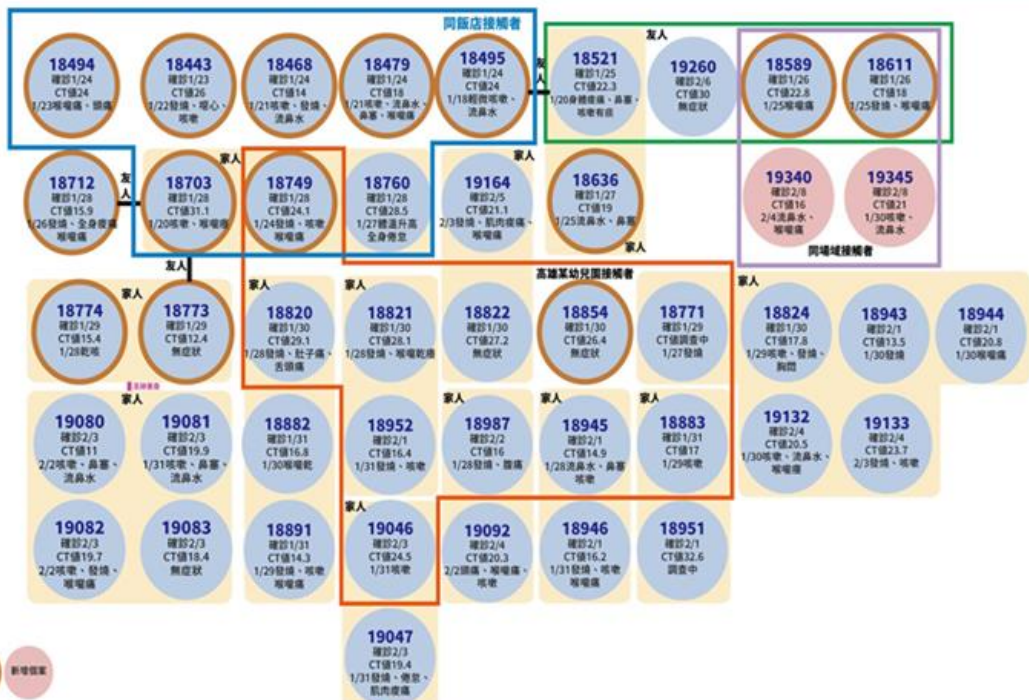 同飯店接觸者
18494
確診1/24
CT值24
1/23喉嚨痛、頭痛
18443
確診1/23
CT值26
1/22發燒、嘔心、
咳嗽
18468
確診1/24
CT值14
1/21咳嗽、發燒、
流鼻水
18479
確診1/24
CT值18
1/21咳嗽、流鼻水、
鼻塞、喉嚨痛
18495
確診1/24
CT值24
1/18輕微咳嗽、
流鼻水
友人
18521
確診1/25
CT值22.3
1/20身體痠痛、鼻塞、
咳嗽有痰
友人
19260
確診2/6
CT值30
無症狀
18589
確診1/26
CT值22.8
1/25喉嚨痛
18611
確診1/26
CT值18
1/25發燒、喉嚨痛
18712
確診1/28
CT值15.9
1/26發燒、全身痠痛
喉嚨痛
友人
18703
確診1/28
CT值31.1
1/20咳嗽、喉嚨痛
家人
18749
確診1/28
CT值24.1
1/24發燒、咳嗽
喉嚨痛
18760
確診1/28
CT值28.5
1/27體溫升高
全身倦怠
家人
19164
確診2/5
CT值21.1
2/3發燒、肌肉痠痛、
喉嚨痛
18636
確診1/27
CT值19
1/25流鼻水、鼻塞
家人
19340
確診2/8
CT值16
2/4流鼻水、
喉嚨痛
19345
確診2/8
CT值21
1/30咳嗽、
流鼻水
同場域接觸者
友人
高雄某幼兒園接觸者
家人
18774
確診1/29
CT值15.4
1/28乾咳
18773
確診1/29
CT值12.4
無症狀
家人
18820
確診1/30
CT值29.1
1/28發燒、肚子痛、
舌頭痛
家人
18821
確診1/30
CT值28.1
1/28發燒、喉嚨乾癢
18822
確診1/30
CT值27.2
無症狀
18854
確診1/30
CT值26.4
無症狀
18771
確診1/29
CT值調查中
1/27發燒
家人
18824
確診1/30
CT值17.8
1/29咳嗽、發燒、
胸悶
18943
確診2/1
CT值13.5
1/30發燒
18944
確診2/1
CT值20.8
1/30喉嚨痛
家人
19080
確診2/3
CT值11
2/2咳嗽、鼻塞、
流鼻水
19081
確診2/3
CT值19.9
1/31咳嗽、鼻塞、
流鼻水
18882
確診1/31
CT值16.8
1/30喉嚨乾
18952
確診2/1
CT值16.4
1/31發燒、咳嗽
家人
18987
確診2/2
CT值16
1/28發燒、腹痛
家人
18945
確診2/1
CT值14.9
1/28流鼻水、鼻塞
咳嗽
家人
18883
確診1/31
CT值17
1/29咳嗽
19132
確診2/4
CT值20.5
1/30咳嗽、流鼻水、
喉嚨癢
19133
確診2/4
CT值23.7
2/3發燒、咳嗽
19082
確診2/3
CT值19.7
2/2咳嗽、發燒、
喉嚨痛
19083
確診2/3
CT值18.4
無症狀
18891
確診1/31
CT值14.3
1/29發燒、咳嗽
喉嚨痛
家人
19046
確診2/3
CT值24.5
1/31咳嗽
19092
確診2/4
CT值20.3
2/2頭痛、喉嚨痛、
咳嗽
18946
確診2/1
CT值16.2
1/31發燒、咳嗽
喉嚨痛
18951
確診2/1
CT值32.6
調查中
19047
確診2/3
CT值19.4
1/31發燒、倦怠、
肌肉痠痛
新增個案